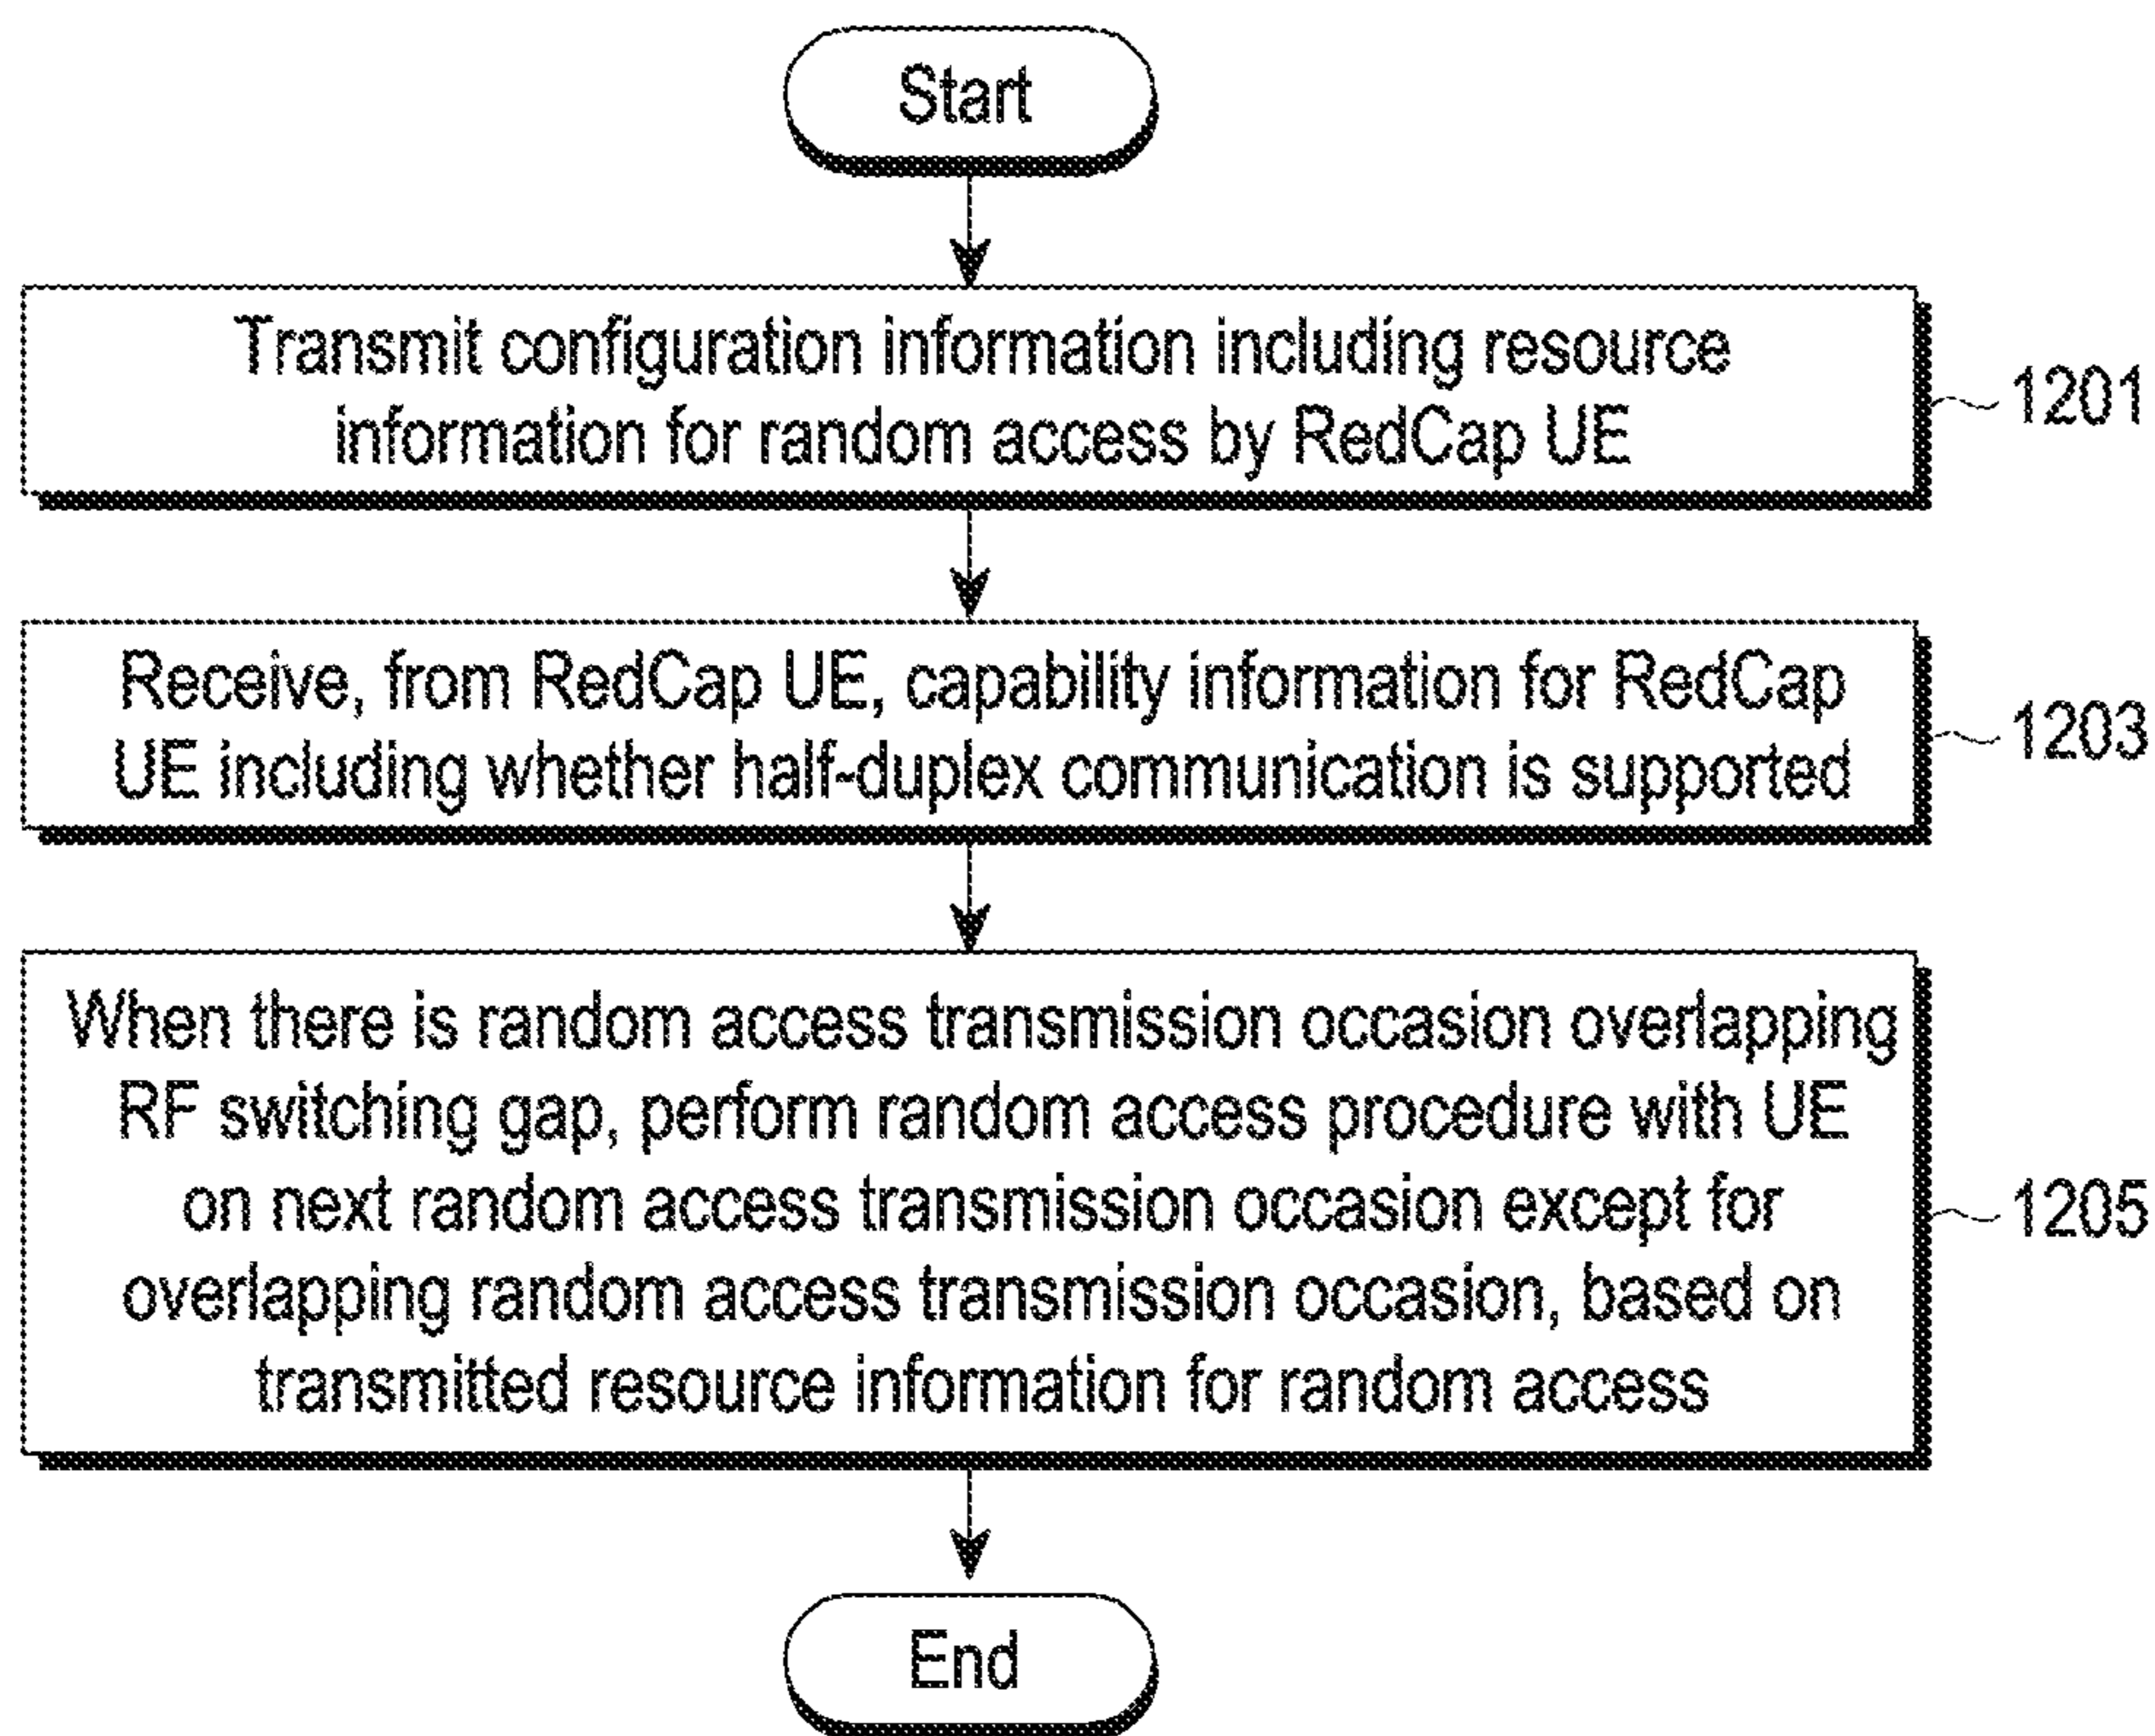 Start
Transmit configuration information including resource
information for random access by RedCap UE
1201
Receive, from RedCap UE, capability information for RedCap
UE including whether half-duplex communication is supported
1203
When there is random access transmission occasion overlapping
RF switching gap, perform random access procedure with UE
on next random access transmission occasion except for
overlapping random access transmission occasion, based on
transmitted resource information for random access
1205
End